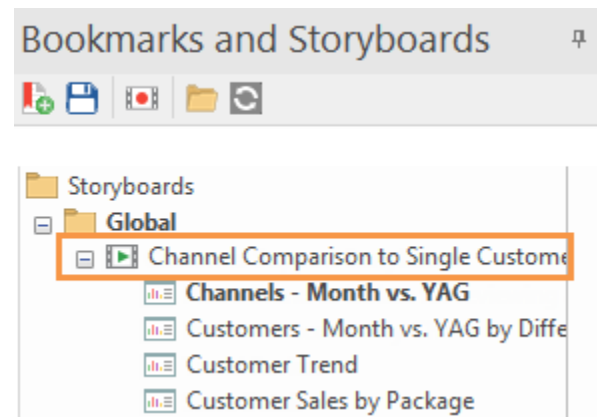 Bookmarks and Storyboards
Storyboards
Global
Channel Comparison to Single Custome
Channels - Month vs. YAG
Customers - Month vs. YAG by Diffe
Customer Trend
Customer Sales by Package